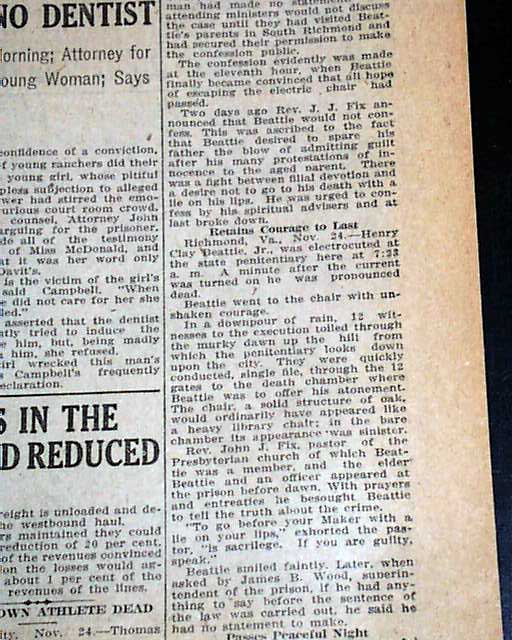 NO DENTIST
Morning; Attorney for
oung Woman; Says
confidence of a conviction,
f young ranchers did their
young girl, whose pitiful
pless subjection to alleged
wer had stirred the emo-
urious court room crowd.
counsel, Attorney John
arguing for the prisoner,
de all of the testimony
of Miss McDonald, and
at it was her word only
Davit's.
is the victim of the girl's
said Campbell. "When
e did not care for her she
led."
asserted that the dentist
atly tried to induce the
e him, but, being madly
him, she refused.
irl wrecked this man's
s Campbell's frequently
eclaration.
S IN THE
D REDUCED
reight is unloaded and de-
he westbound haul.
rs maintained they could
reduction of 20 per cent.
of the revenues convinced
on the losses would ag-
about 1 per cent of the
revenues of the lines.
OWN ATHLETE DEAD
ity, Nov. 24.—Thomas
man had made no
attending ministers would not discuss
the case until they had visited Beat-
tie's parents in South Richmond and
had secured their permission to make
the confession public.
The confession evidently was made
at the eleventh hour, when Beattie
finally became convinced that all hope
of escaping the electric chair had
passed.
Two days ago Rev. J. J. Fix an-
nounced that Beattie would not con-
fess. This was ascribed to the fact
that Beattie desired to spare his
father the blow of admitting guilt
after his many protestations of in-
nocence to the aged parent. There
was a fight between filial devotion and
a desire not to go to his death with a
lie on his lips. He was urged to con-
fess by his spiritual advisers and at
last broke down.
Retains Courage to Last
Richmond, Va., Nov. 24.—Henry
Clay Beattie, Jr., was electrocuted at
the state penitentiary here at 7:23
a. m. A minute after the current
was turned on he was pronounced
dead.
Beattie went to the chair with un-
shaken courage.
In a downpour of rain, 12 wit-
nesses to the execution toiled through
the murky dawn up the hill from
which the penitentiary looks down
upon the city. They were quickly
conducted, single file, through the 12
gates to the death chamber where
Beattie was to offer his atonement.
The chair, a solid structure of oak,
would ordinarily have appeared like
a heavy library chair; in the bare
chamber its appearance was sinister.
Rev. John J. Fix, pastor of the
Presbyterian church of which Beat-
tie was a member, and the elder
Beattie and an officer appeared at
the prison before dawn. With prayers
and entreaties he besought Beattie
to tell the truth about the crime.
"To go before your Maker with a
lie on your lips," exhorted the pas-
tor, "is sacrilege. If you are guilty,
speak."
Beattie smiled faintly. Later, when
asked by James B. Wood, superin-
tendent of the prison, if he had any-
thing to say before the sentence of
the law was carried out, he said he
had no statement to make.
Passes Peaceful Night